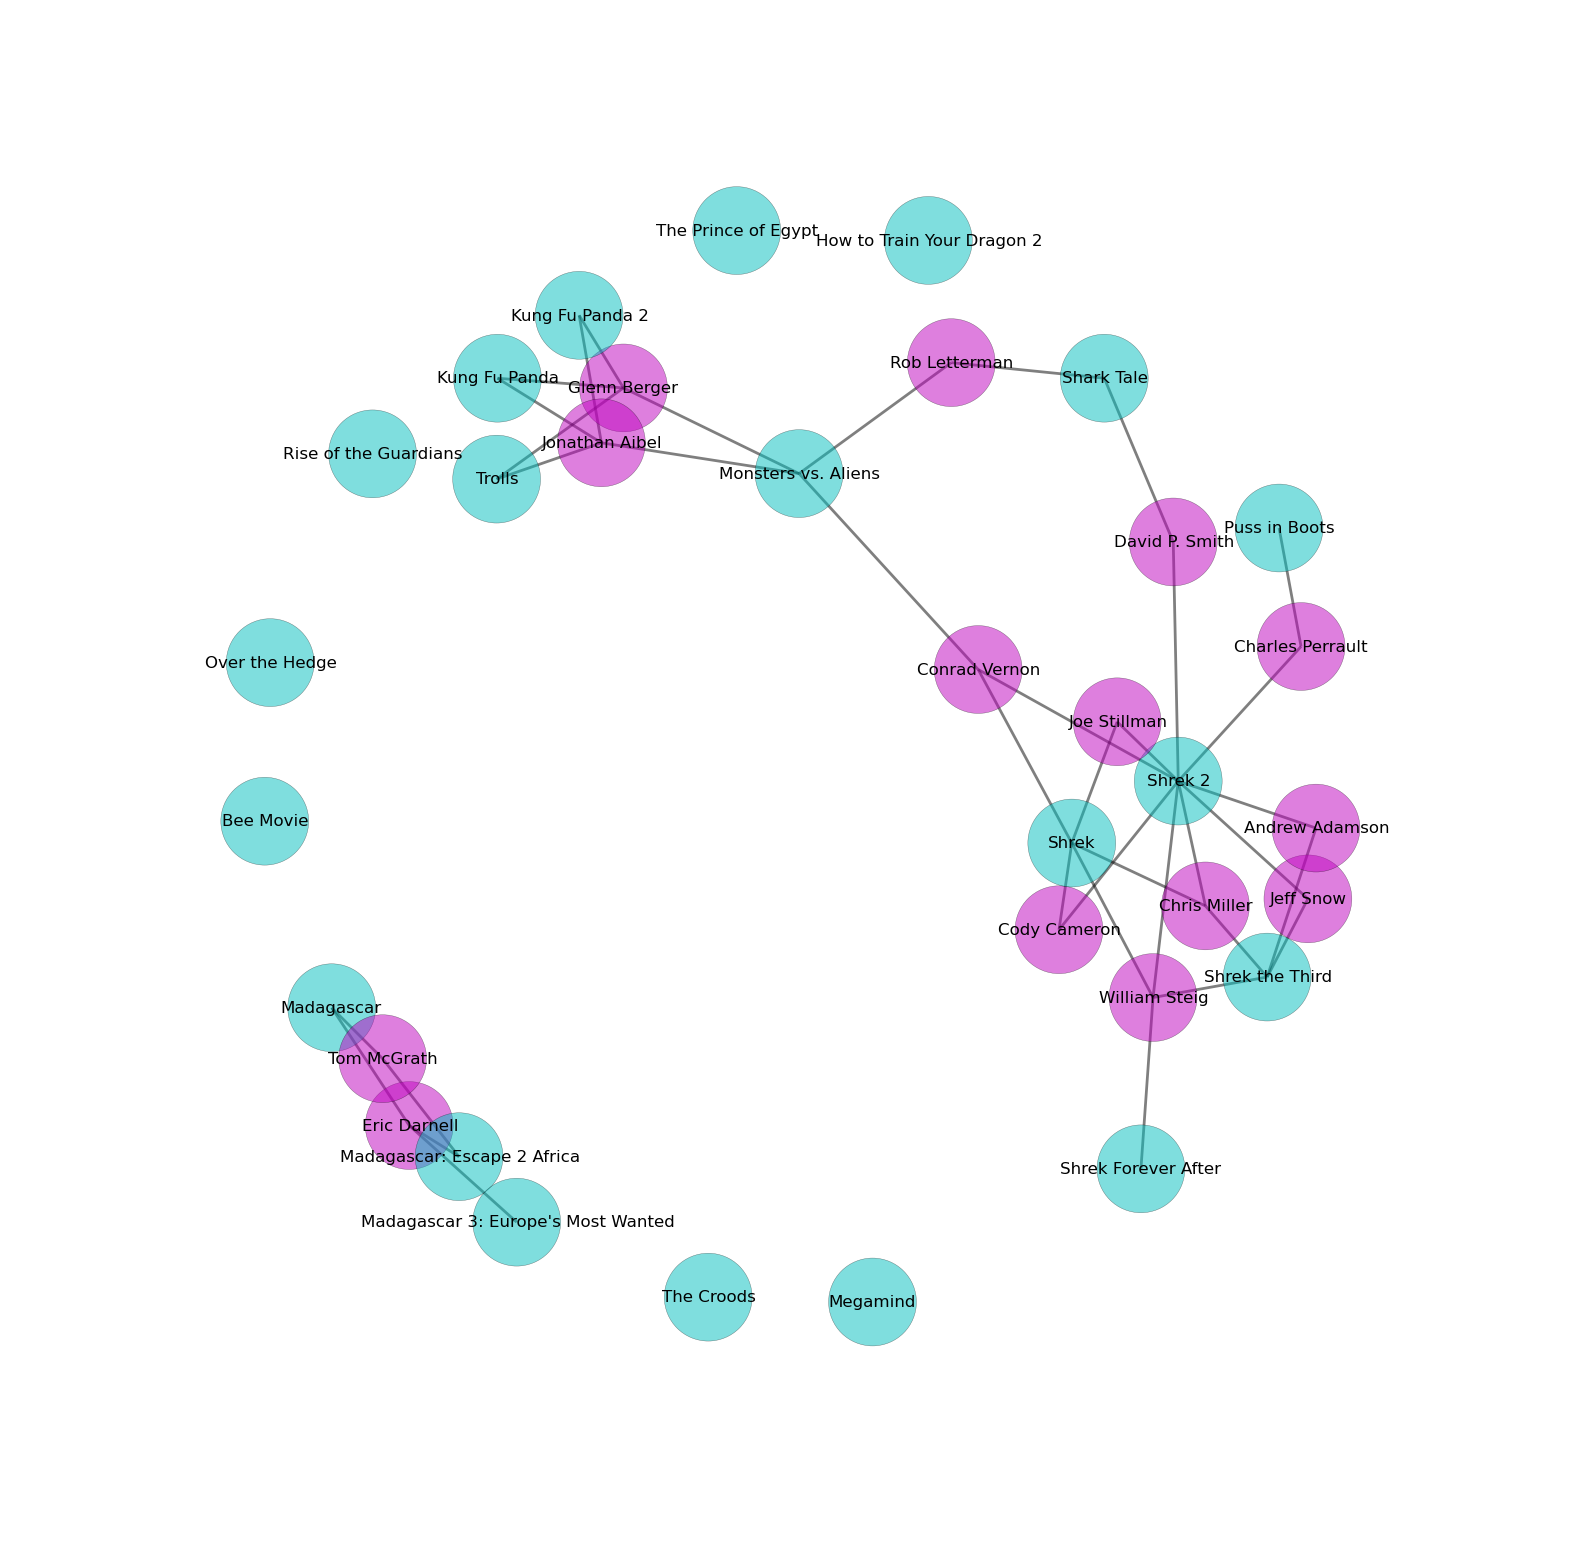 The Prince of Egypt
How to Train Your Dragon 2
Kung Fu Panda 2
Rob Letterman
Kung Fu Panda
Shark Tale
Glenn Berger
Jonathan Aibel
Rise of the Guardians
Monsters vs. Aliens
Trolls
Puss in Boots
David P. Smith
Charles Perrault
Over the Hedge
Conrad Vernon
Joe Stillman
Shrek 2
Bee Movie
Andrew Adamson
Shrek
Jeff Snow
Chris Miller
Cody Cameron
Shrek the Third
William Steig
Madagascar
Tom McGrath
Eric Darnell
Madagascar: Escape 2 Africa
Shrek Forever After
Madagascar 3: Europe's Most Wanted
The Croods
Megamind